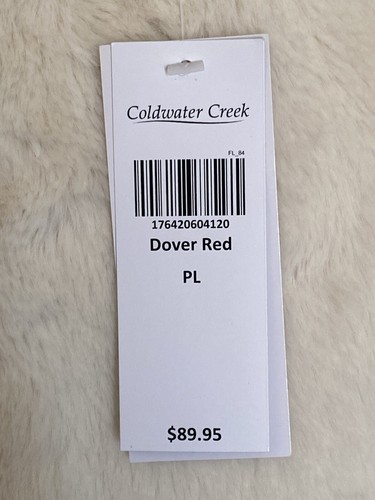 Coldwater Creek
FL_84
176420604120
Dover Red
PL
$89.95